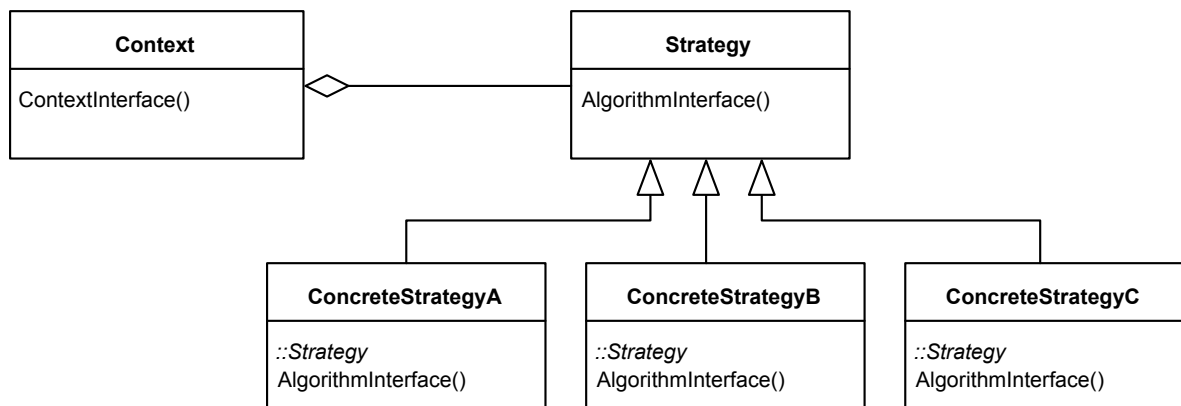 Context
Strategy
ContextInterface()
AlgorithmInterface()
ConcreteStrategyA
ConcreteStrategyB
ConcreteStrategyC
::Strategy
AlgorithmInterface()
::Strategy
AlgorithmInterface()
::Strategy
AlgorithmInterface()